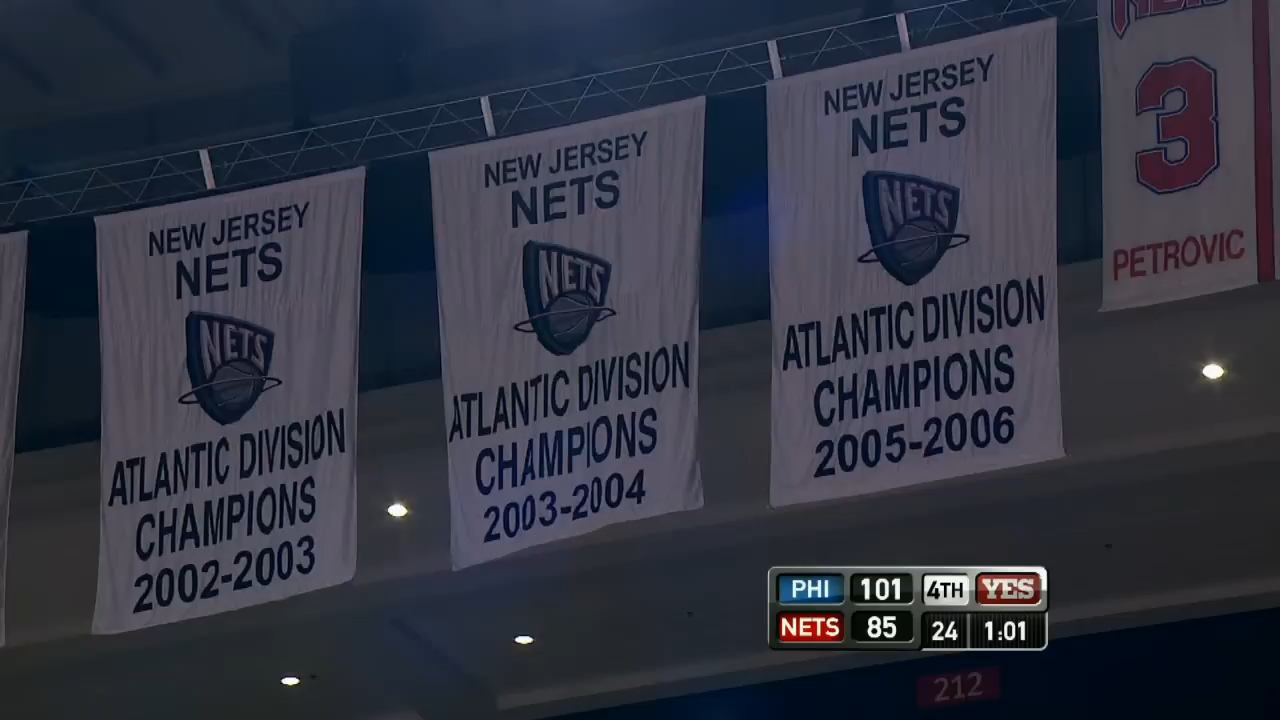 NEW JERSEY
NETS
NETS
ATLANTIC DIVISION
CHAMPIONS
2002-2003
NEW JERSEY
NETS
NETS
ATLANTIC DIVISION
CHAMPIONS
2003-2004
NEW JERSEY
NETS
NETS
ATLANTIC DIVISION
CHAMPIONS
2005-2006
3
PETROVIC
PHI 101 4TH YES
NETS 85 24 1:01
212